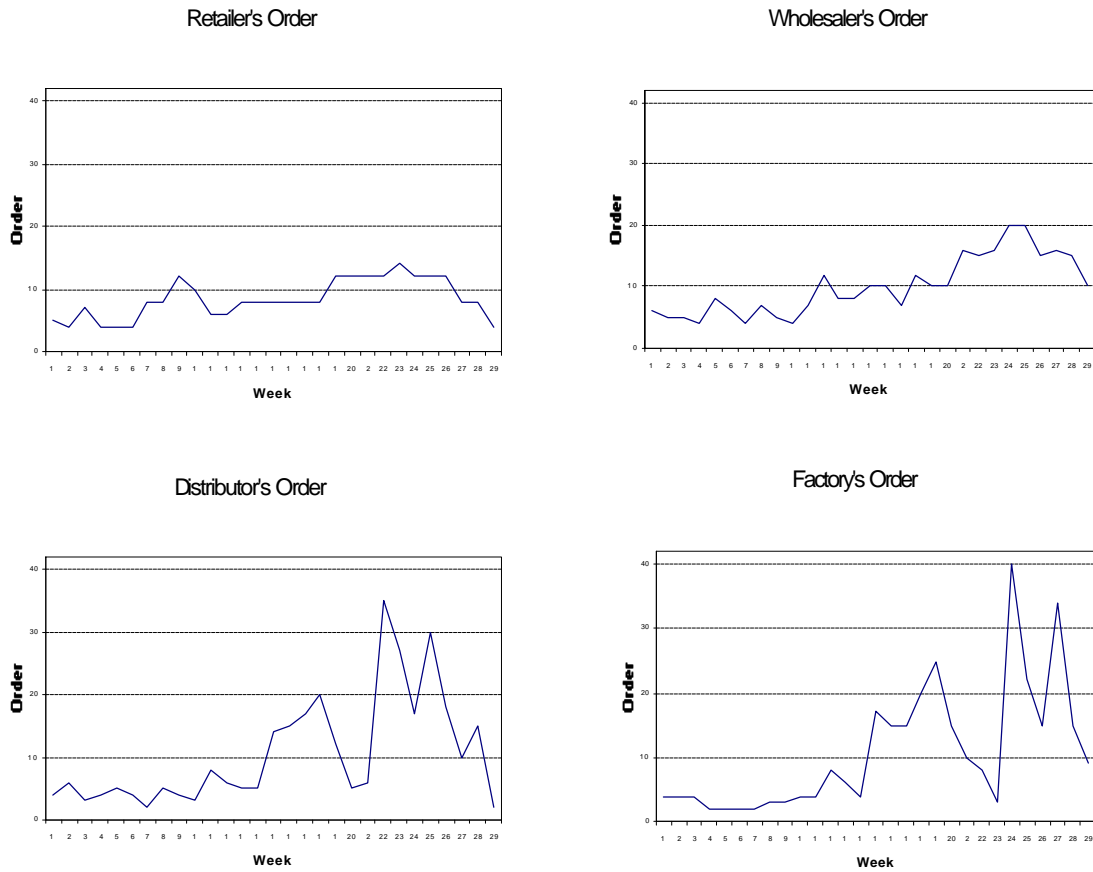 Retailer's Order
40
30
20
10
0
Order
1 2 3 4 5 6 7 8 9 1 1 1 1 1 1 1 1 1 1 20 2 22 23 24 25 26 27 28 29
Week
Wholesaler's Order
40
30
20
10
0
Order
1 2 3 4 5 6 7 8 9 1 1 1 1 1 1 1 1 1 1 20 2 22 23 24 25 26 27 28 29
Week
Distributor's Order
40
30
20
10
0
Order
1 2 3 4 5 6 7 8 9 1 1 1 1 1 1 1 1 1 1 20 2 22 23 24 25 26 27 28 29
Week
Factory's Order
40
30
20
10
0
Order
1 2 3 4 5 6 7 8 9 1 1 1 1 1 1 1 1 1 1 20 2 22 23 24 25 26 27 28 29
Week